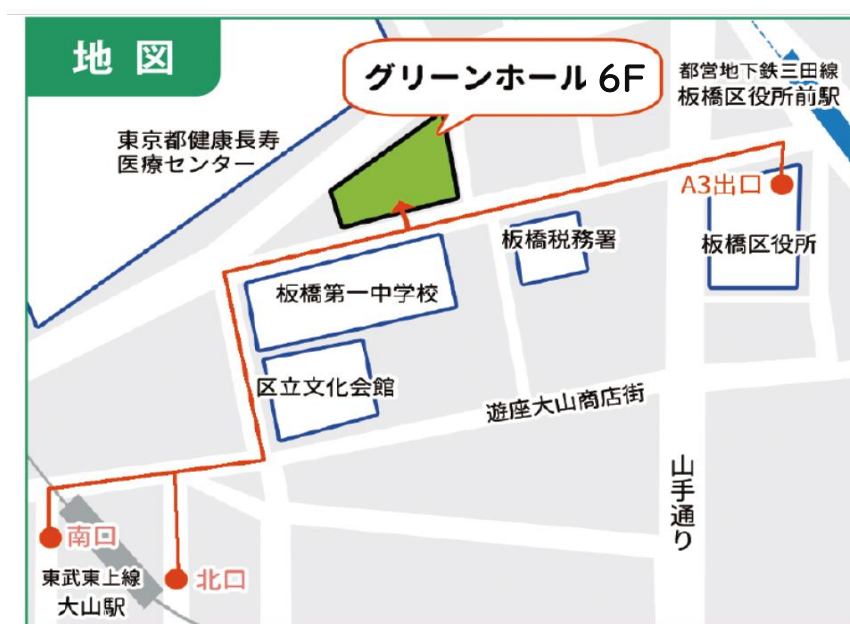 地図
グリーンホール 6F
都営地下鉄三田線
板橋区役所前駅
東京都健康長寿
医療センター
A3出口
板橋税務署
板橋区役所
板橋第一中学校
区立文化会館
遊座大山商店街
山手通り
南口
北口
東武東上線
大山駅